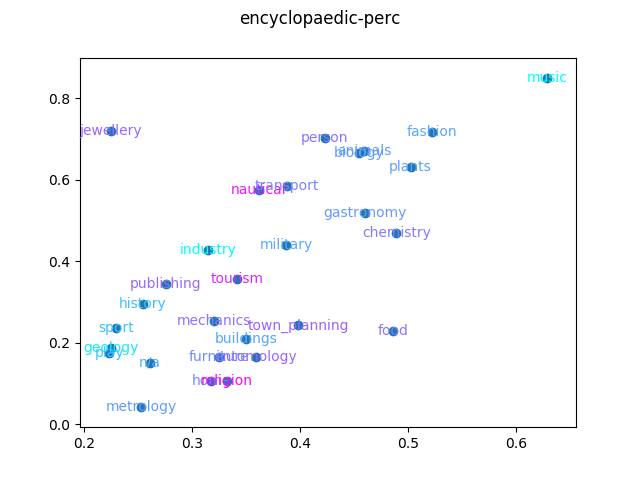 encyclopaedic-perc
music
jewellery
fashion
person
animals
biology
plants
transport
nautical
gastronomy
chemistry
military
industry
tourism
publishing
history
mechanics
town_planning
sport
food
buildings
geology
play
furniture
n/a
religion
metrology
0.0
0.2
0.4
0.6
0.8
0.2
0.3
0.4
0.5
0.6